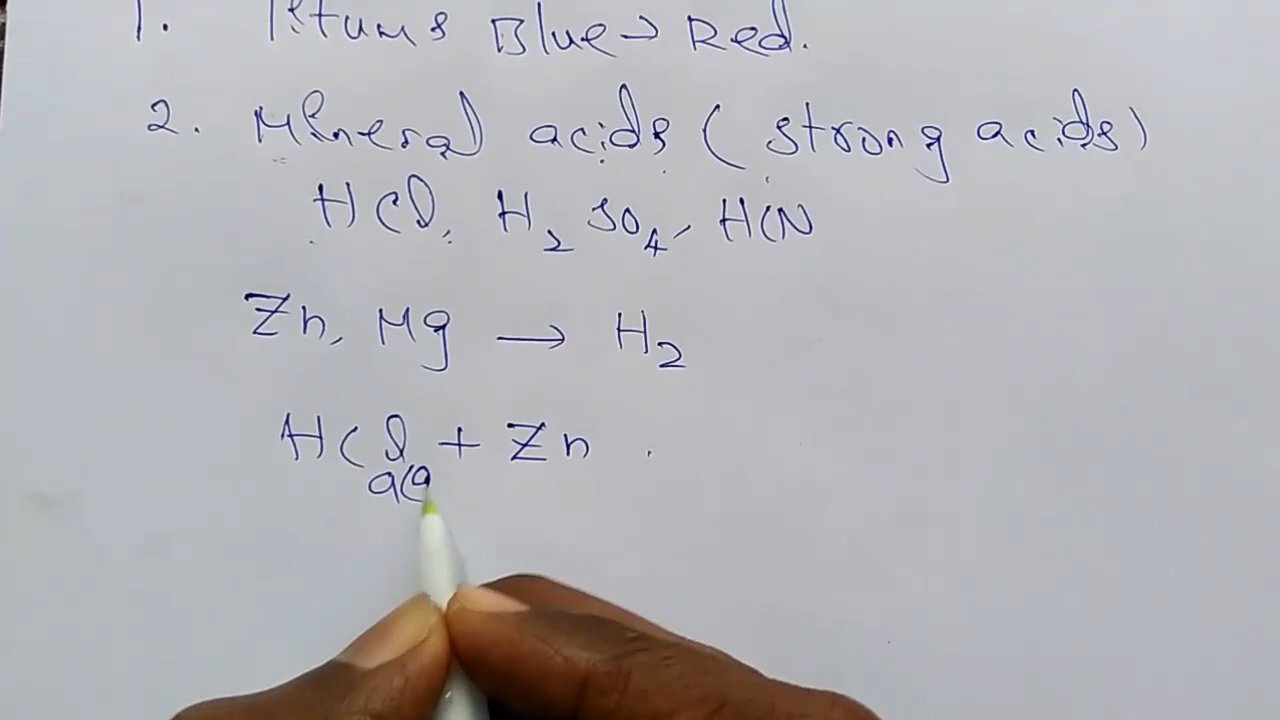 1. litums Blue → Red.
2. Mineral acids (strong acids)
HCl, H2SO4, HCN
Zn, Mg → H2
HCl + Zn
aq